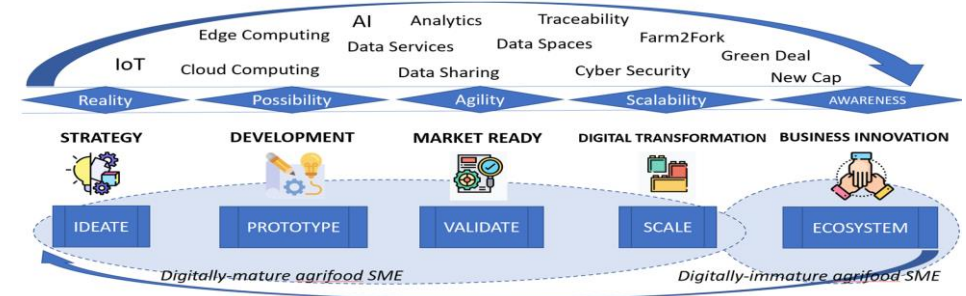 AI Analytics Traceability
Edge Computing Data Services Data Spaces Farm2Fork
IoT Cloud Computing Data Sharing Cyber Security Green Deal
New Cap
Reality Possibility Agility Scalability AWARENESS
STRATEGY DEVELOPMENT MARKET READY DIGITAL TRANSFORMATION BUSINESS INNOVATION
IDEATE PROTOTYPE VALIDATE SCALE ECOSYSTEM
Digitally-mature agrifood SME Digitally-immature agrifood SME